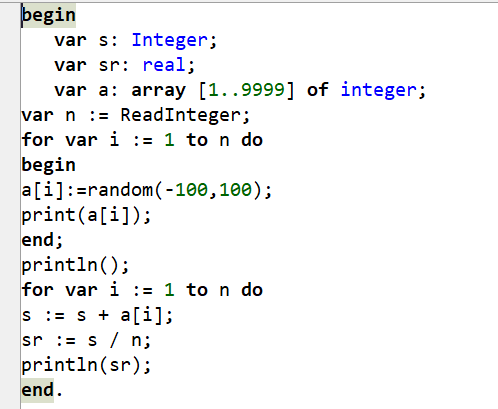 begin
   var s: Integer;
   var sr: real;
   var a: array [1..9999] of integer;
var n := ReadInteger;
for var i := 1 to n do
begin
a[i]:=random(-100,100);
print(a[i]);
end;
println();
for var i := 1 to n do
s := s + a[i];
sr := s / n;
println(sr);
end.